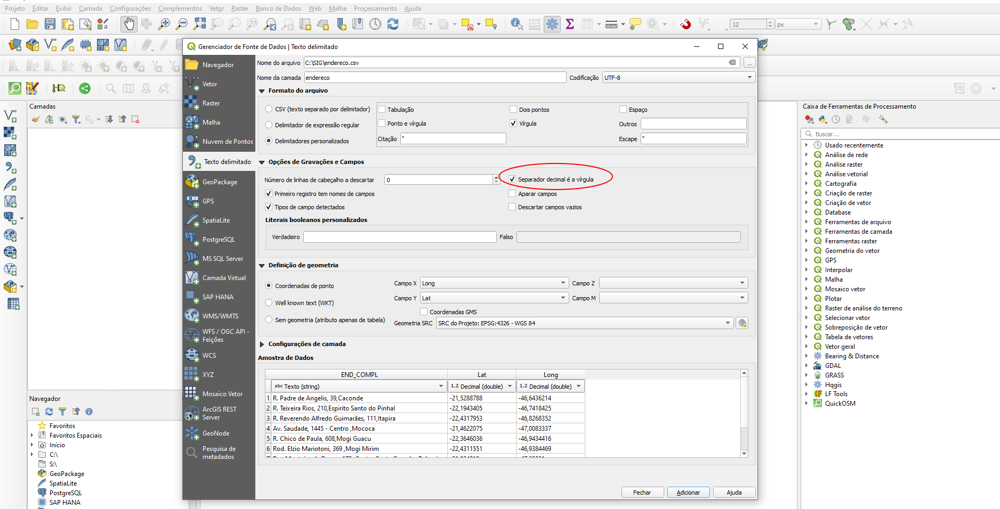 Projeto Editar Exibir Camada Configurações Complementos Vetor Raster Banco de Dados Web Malha Processamento Ajuda
12 px
Gerenciador de Fonte de Dados | Texto delimitado
Navegador
Vetor
Raster
Malha
Nuvem de Pontos
Texto delimitado
GeoPackage
GPS
SpatiaLite
PostgreSQL
MS SQL Server
Camada Virtual
SAP HANA
WMS/WMTS
WFS / OGC API -
Feições
WCS
XYZ
Mosaico Vetor
ArcGIS REST
Server
GeoNode
Pesquisa de
metadados
Nome do arquivo C:\SIG\endereco.csv ...
Nome da camada endereco Codificação UTF-8
Formato do arquivo
CSV (texto separado por delimitador)
Delimitador de expressão regular
Delimitadores personalizados
Tabulação Dois pontos Espaço
Ponto e vírgula Vírgula Outros
Citação " Escape "
Opções de Gravações e Campos
Número de linhas de cabeçalho a descartar 0 Separador decimal é a vírgula
Primeiro registro tem nomes de campos Aparar campos
Tipos de campo detectados Descartar campos vazios
Literais booleanos personalizados
Verdadeiro Falso
Definição de geometria
Coordenadas de ponto Campo X Long Campo Z
Campo Y Lat Campo M
Well known text (WKT)
Coordenadas GMS
Sem geometria (atributo apenas de tabela)
Geometria SRC SRC do Projeto: EPSG:4326 - WGS 84
Configurações de camada
Amostra de Dados
END_COMPL Lat Long
abc Texto (string) 1.2 Decimal (double) 1.2 Decimal (double)
1 R. Padre de Angelis, 39,Caconde -21,5288788 -46,6436214
2 R. Teixeira Rios, 210,Espirito Santo do Pinhal -22,1943405 -46,7418425
3 R. Reverendo Alfredo Guimarães, 111,Itapira -22,4317953 -46,8268352
4 Av. Saudade, 1445 - Centro ,Mococa -21,4622075 -47,0083337
5 R. Chico de Paula, 608,Mogi Guacu -22,3646036 -46,9434416
6 Rod. Elzio Mariotoni, 369 ,Mogi Mirim -22,4311551 -46,9384469
Fechar Adicionar Ajuda
Camadas
Navegador
Favoritos
Favoritos Espaciais
Início
C:\
S:\
GeoPackage
SpatiaLite
PostgreSQL
SAP HANA
Caixa de Ferramentas de Processamento
Buscar...
Usado recentemente
Análise de rede
Análise raster
Análise vetorial
Cartografia
Criação de raster
Criação de vetor
Database
Ferramentas de arquivo
Ferramentas de camada
Ferramentas raster
Geometria do vetor
GPS
Interpolar
Malha
Mosaico vetor
Plotar
Raster de análise do terreno
Selecionar vetor
Sobreposição de vetor
Tabela de vetores
Vetor geral
Bearing & Distance
GDAL
GRASS
Hqgis
LF Tools
QuickOSM